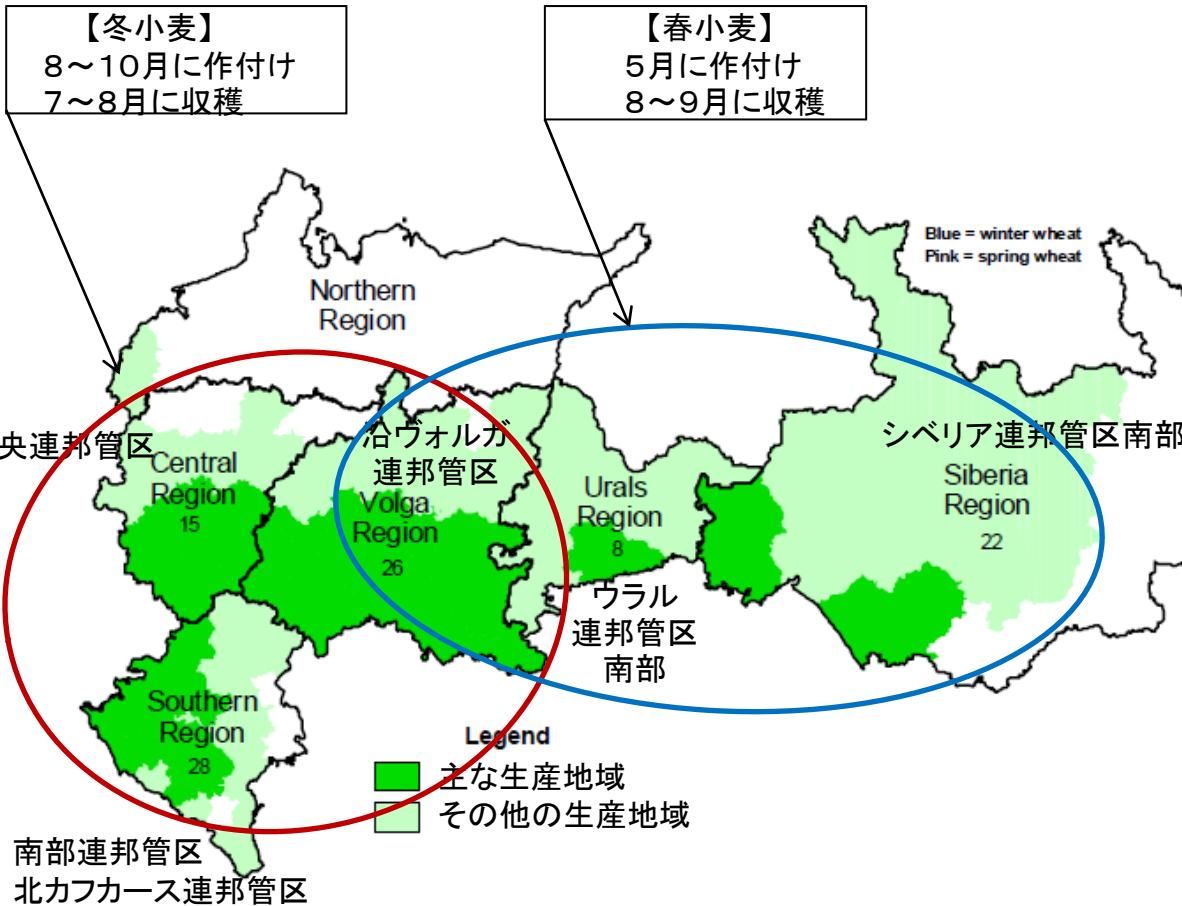 【冬小麦】
8～10月に作付け
7～8月に収穫
【春小麦】
5月に作付け
8～9月に収穫
Blue = winter wheat
Pink = spring wheat
Northern
Region
央連邦管区
Central
Region
15
沿ヴォルガ
連邦管区
Volga
Region
26
Urals
Region
8
ウラル
連邦管区
南部
シベリア連邦管区南部
Siberia
Region
22
Southern
Region
28
Legend
主な生産地域
その他の生産地域
南部連邦管区
北カフカース連邦管区